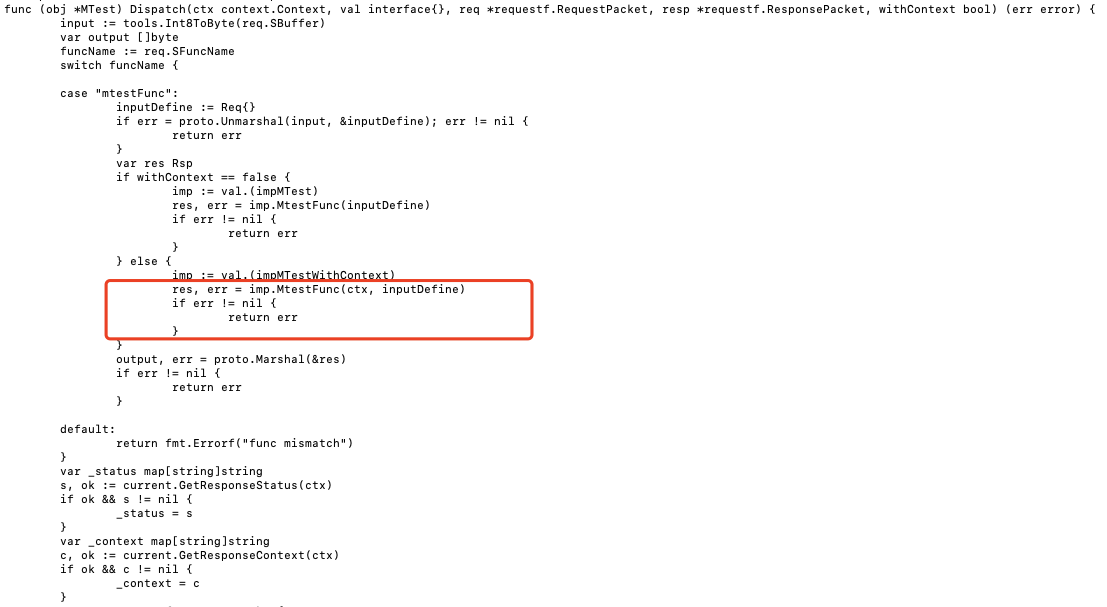 func (obj *MTest) Dispatch(ctx context.Context, val interface{}, req *requestf.RequestPacket, resp *requestf.ResponsePacket, withContext bool) (err error) {
input := tools.Int8ToByte(req.SBuffer)
var output []byte
funcName := req.SFuncName
switch funcName {
case "mtestFunc":
inputDefine := Req{}
if err = proto.Unmarshal(input, &inputDefine); err != nil {
return err
}
var res Rsp
if withContext == false {
imp := val.(impMTest)
res, err = imp.MtestFunc(inputDefine)
if err != nil {
return err
}
} else {
imp := val.(impMTestWithContext)
res, err = imp.MtestFunc(ctx, inputDefine)
if err != nil {
return err
}
}
output, err = proto.Marshal(&res)
if err != nil {
return err
}
default:
return fmt.Errorf("func mismatch")
}
var _status map[string]string
s, ok := current.GetResponseStatus(ctx)
if ok && s != nil {
_status = s
}
var _context map[string]string
c, ok := current.GetResponseContext(ctx)
if ok && c != nil {
_context = c
}